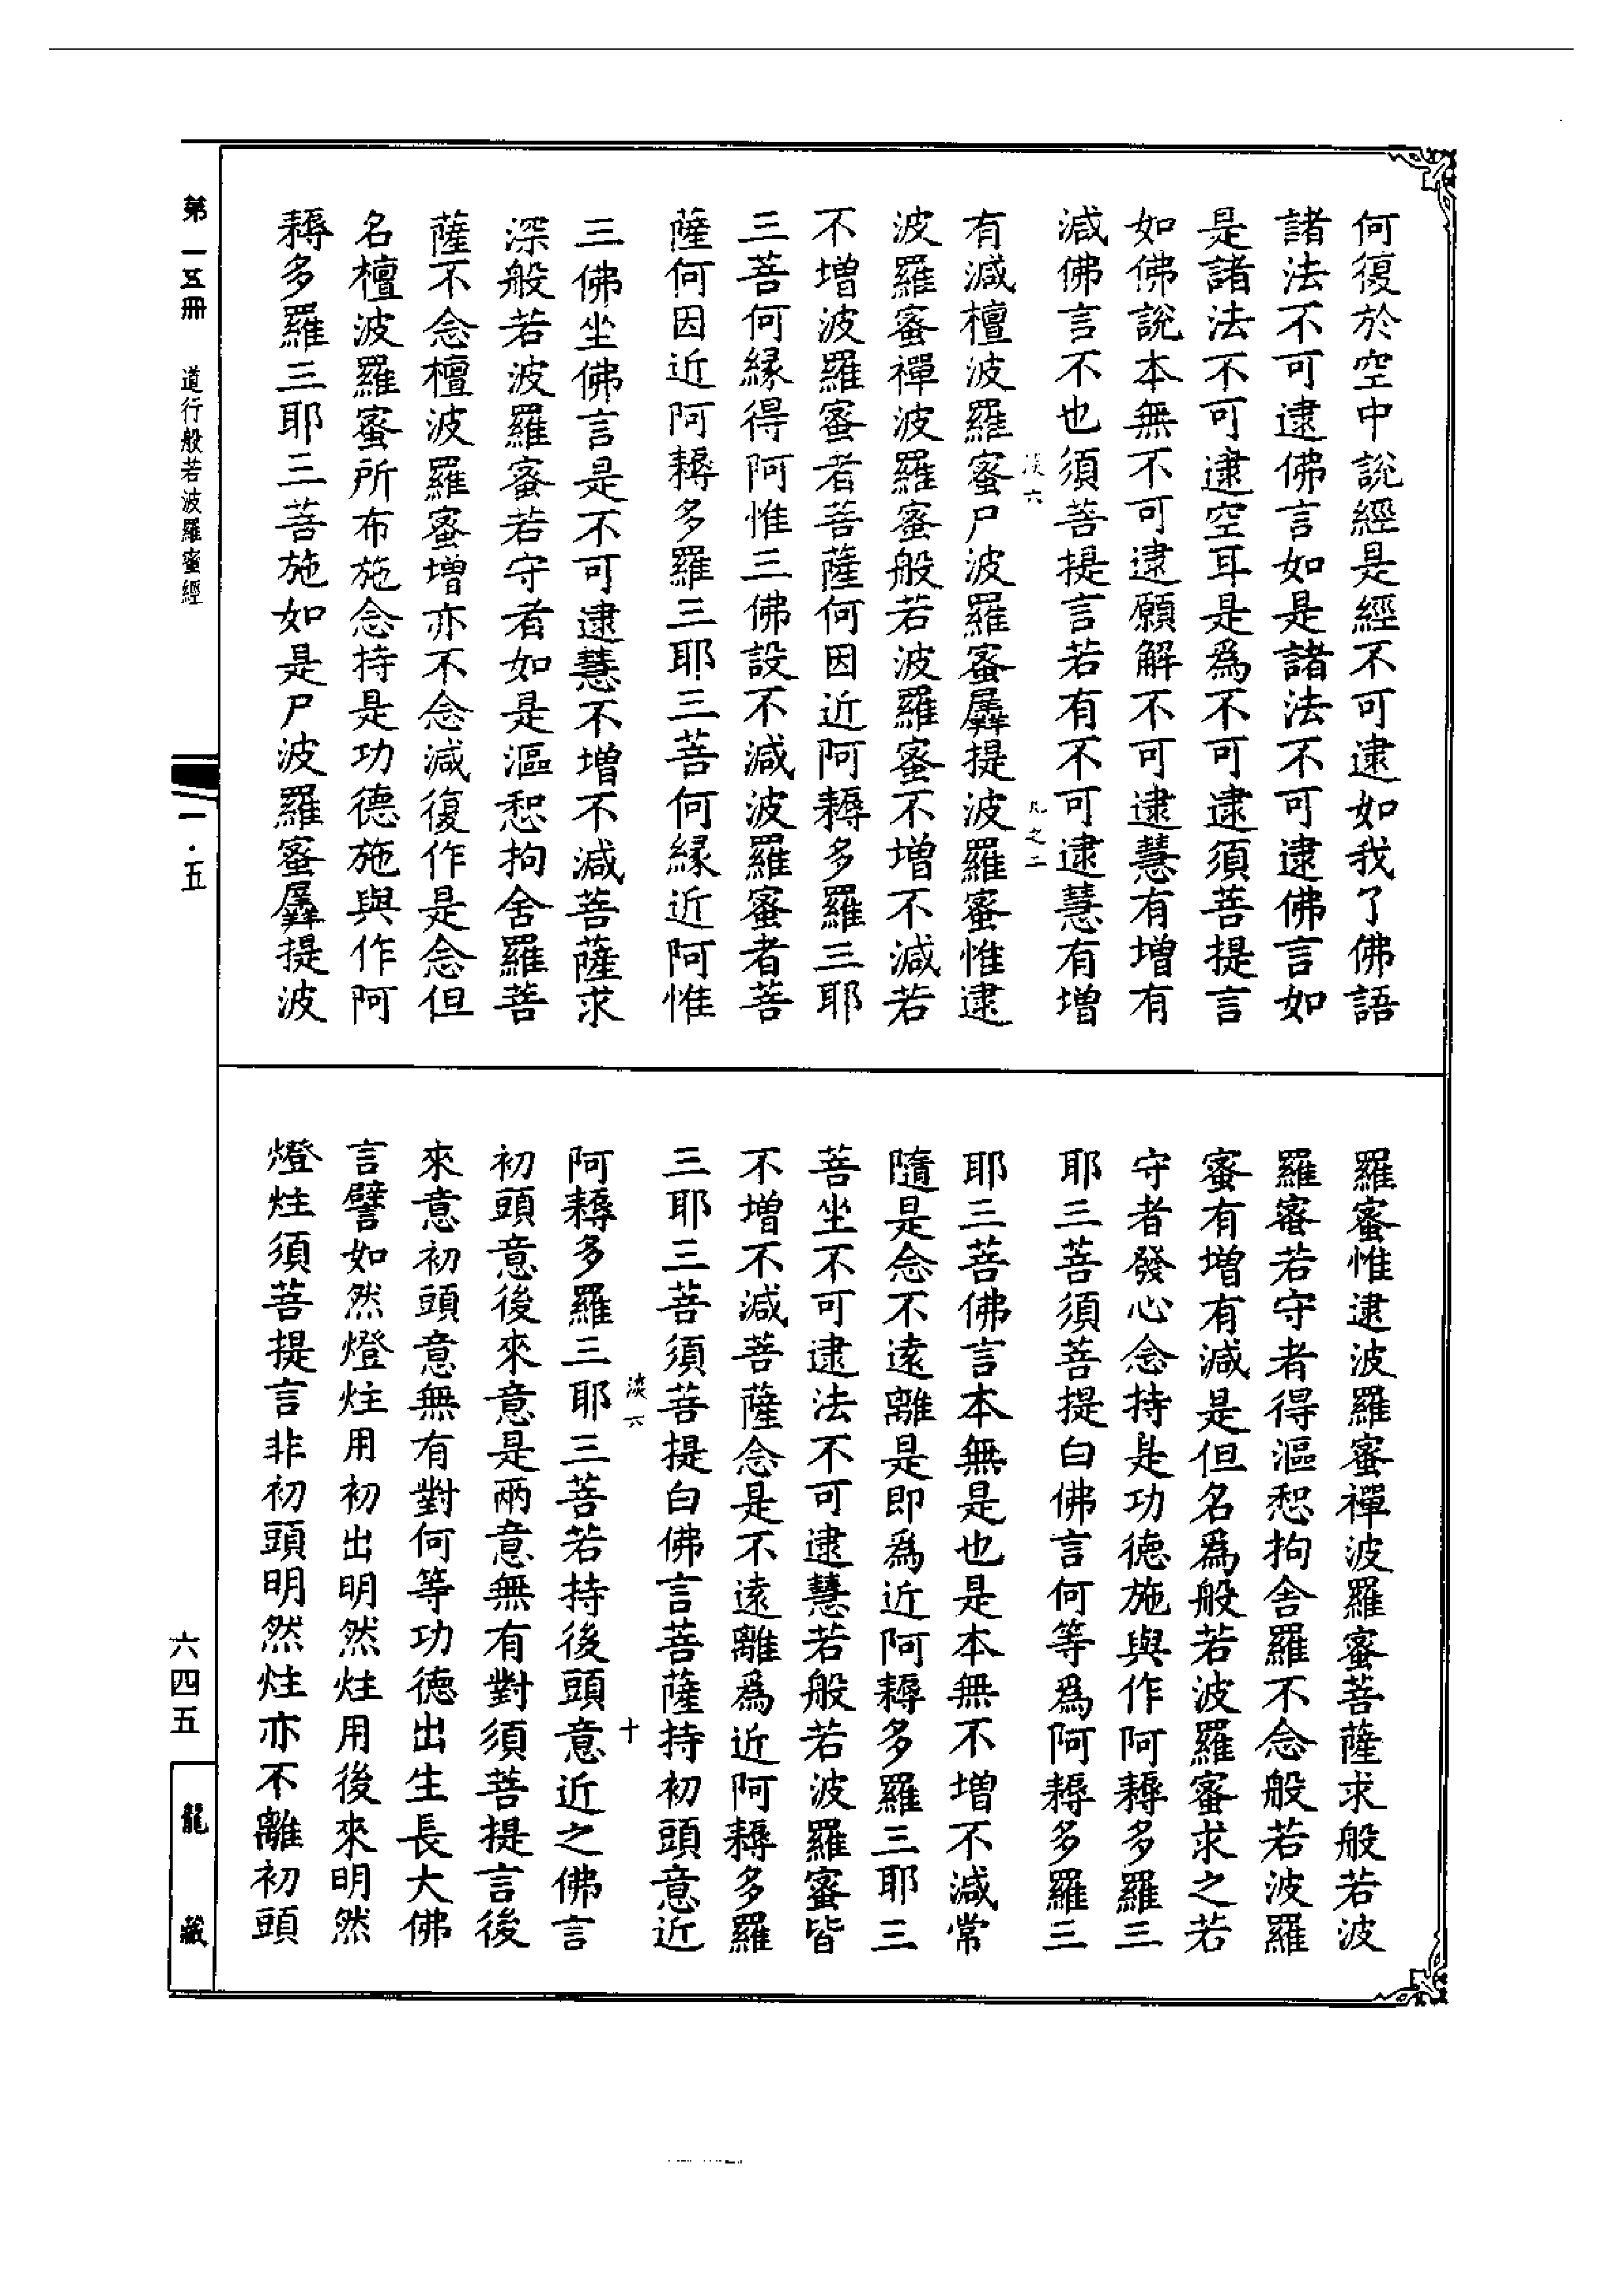 何復於空中說經是經不可逮如我了佛語
諸法不可逮佛言如是諸法不可逮佛言如
是諸法不可逮空耳是爲不可逮須菩提言
如佛說本無不可逮願解不可逮慧有增有
減佛言不也須菩提言若有不可逮慧有增
淡六
九之二
有減檀波羅蜜尸波羅蜜羼提波羅蜜惟逮
波羅蜜禪波羅蜜般若波羅蜜不增不減若
不增波羅蜜者菩薩何因近阿耨多羅三耶
三菩何緣得阿惟三佛設不減波羅蜜者菩
薩何因近阿耨多羅三耶三菩何緣近阿惟
三佛坐佛言是不可逮慧不增不減菩薩求
深般若波羅蜜若守者如是漚惒拘舍羅菩
薩不念檀波羅蜜增亦不念減復作是念但
名檀波羅蜜所布施念持是功德施與作阿
耨多羅三耶三菩施如是尸波羅蜜羼提波
羅蜜惟逮波羅蜜禪波羅蜜菩薩求般若波
羅蜜若守者得漚惒拘舍羅不念般若波羅
蜜有增有減是但名爲般若波羅蜜求之若
守者發心念持是功德施與作阿耨多羅三
耶三菩須菩提白佛言何等爲阿耨多羅三
耶三菩佛言本無是也是本無不增不減常
隨是念不遠離是即爲近阿耨多羅三耶三
菩坐不可逮法不可逮慧若般若波羅蜜皆
不增不減菩薩念是不遠離爲近阿耨多羅
三耶三菩須菩提白佛言菩薩持初頭意近
淡六
十
阿耨多羅三耶三菩若持後頭意近之佛言
初頭意後來意是兩意無有對須菩提言後
來意初頭意無有對何等功德出生長大佛
言譬如然燈炷用初出明然炷用後來明然
燈炷須菩提言非初頭明然炷亦不離初頭
第一五冊
道行般若波羅蜜經
一·五
六四五
龍藏